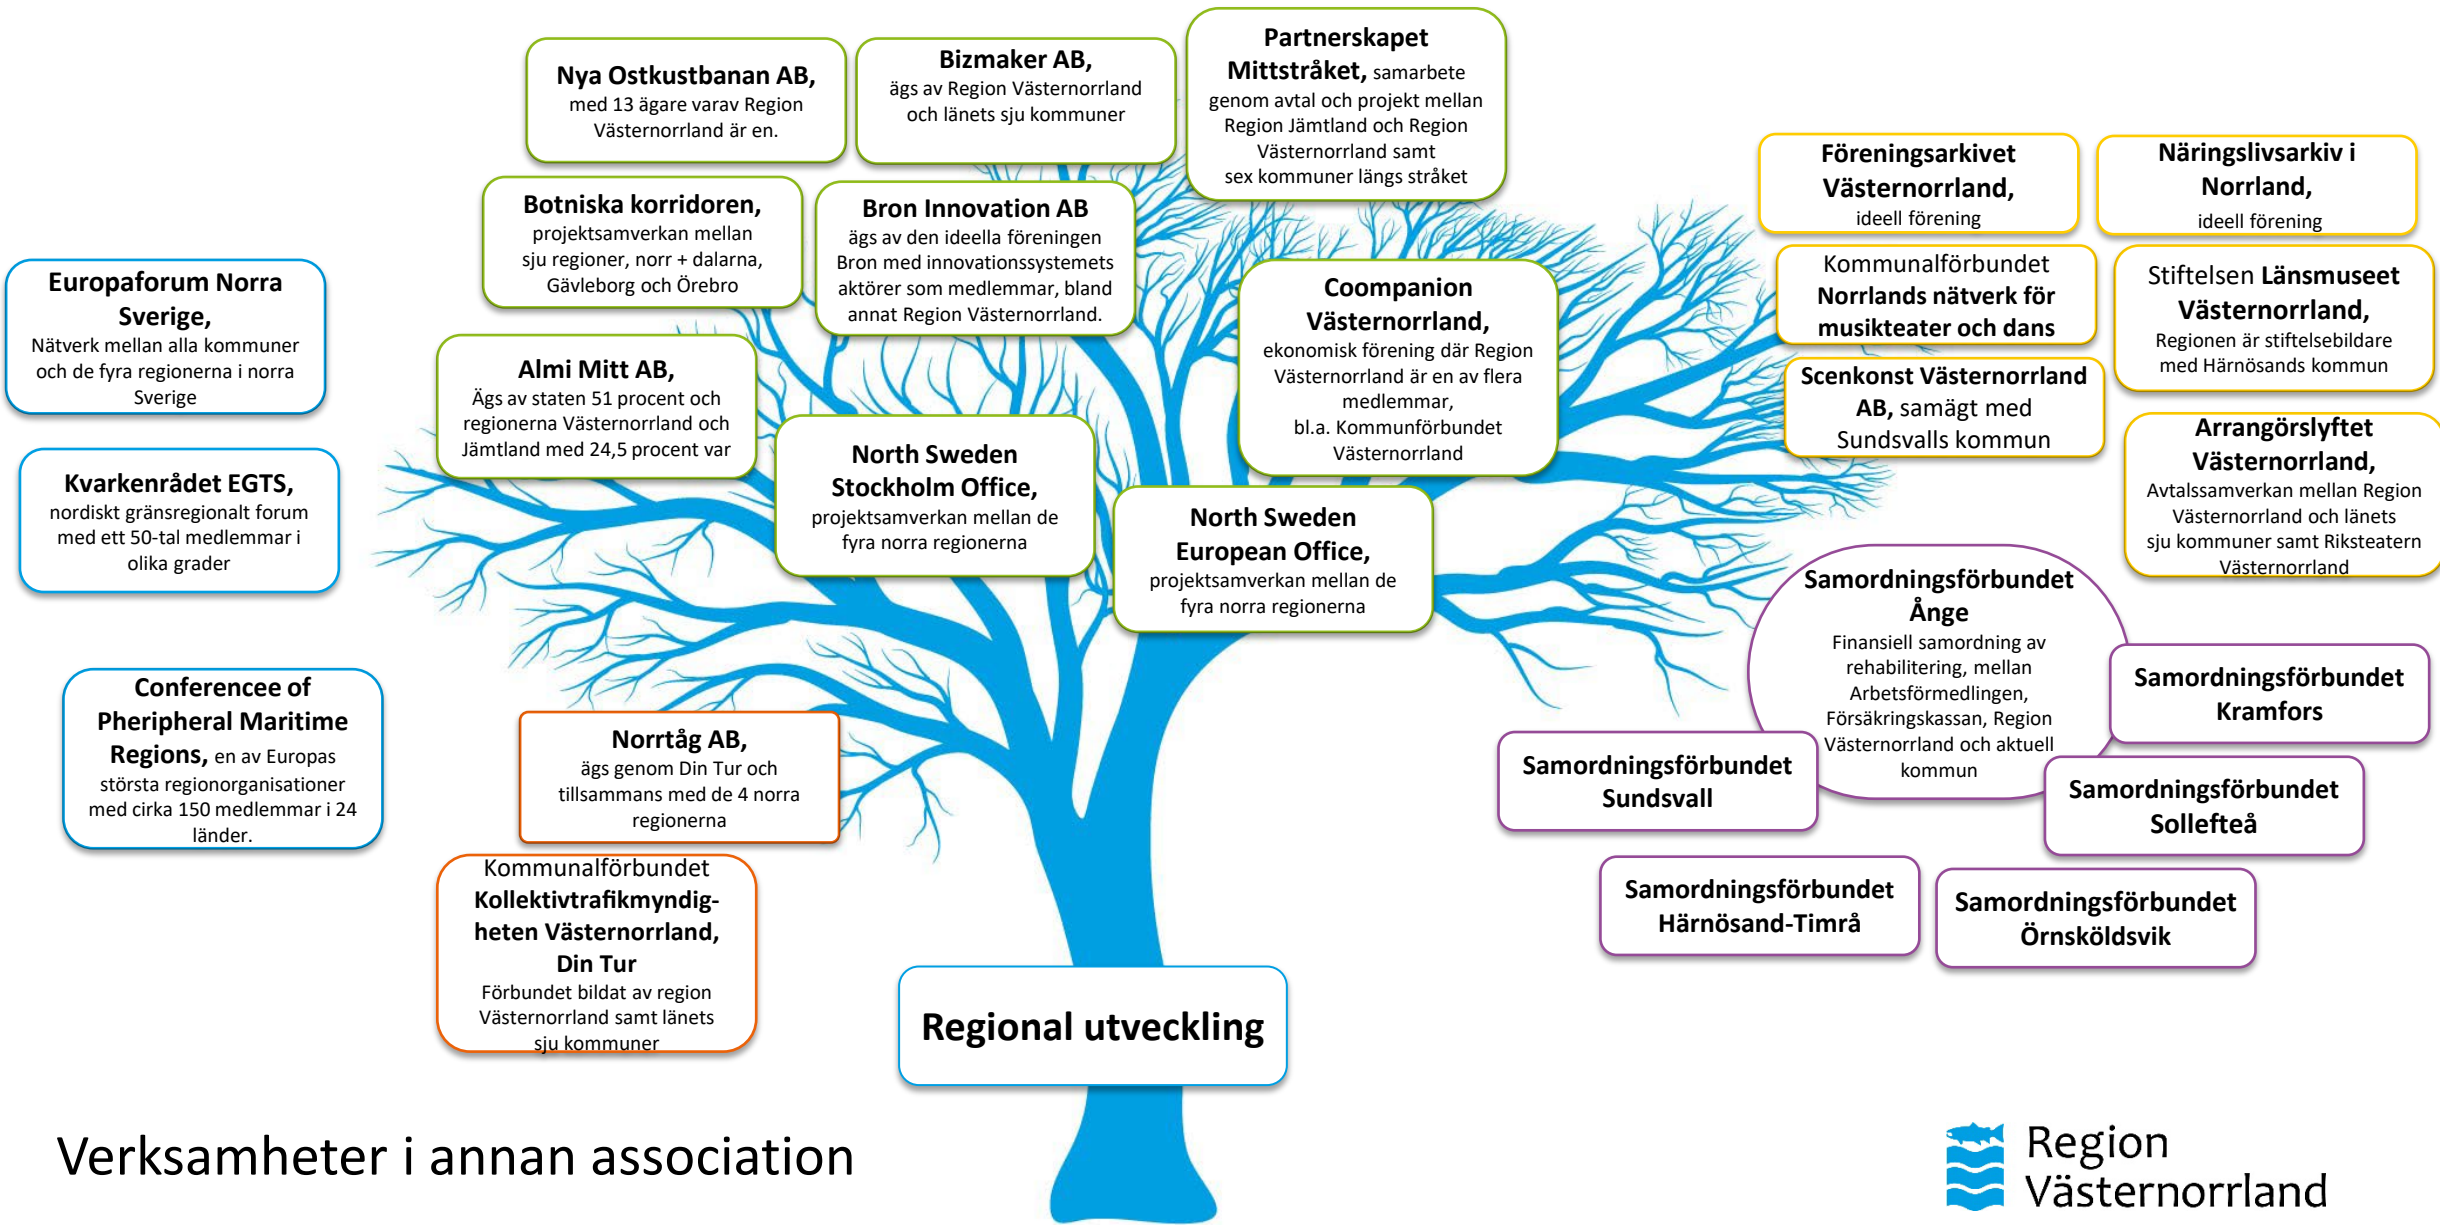 Nya Ostkustbanan AB,
med 13 ägare varav Region
Västernorrland är en.
Bizmaker AB,
ägs av Region Västernorrland
och länets sju kommuner
Partnerskapet
Mittstråket, samarbete
genom avtal och projekt mellan
Region Jämtland och Region
Västernorrland samt
sex kommuner längs stråket
Botniska korridoren,
projektsamverkan mellan
sju regioner, norr + dalarna,
Gävleborg och Örebro
Bron Innovation AB
ägs av den ideella föreningen
Bron med innovationssystemets
aktörer som medlemmar, bland
annat Region Västernorrland.
Coompanion
Västernorrland,
ekonomisk förening där Region
Västernorrland är en av flera
medlemmar,
bl.a. Kommunförbundet
Västernorrland
Almi Mitt AB,
Ägs av staten 51 procent och
regionerna Västernorrland och
Jämtland med 24,5 procent var
North Sweden
Stockholm Office,
projektsamverkan mellan de
fyra norra regionerna
North Sweden
European Office,
projektsamverkan mellan de
fyra norra regionerna
Europaforum Norra
Sverige,
Nätverk mellan alla kommuner
och de fyra regionerna i norra
Sverige
Kvarkenrådet EGTS,
nordiskt gränsregionalt forum
med ett 50-tal medlemmar i
olika grader
Conferencee of
Pheripheral Maritime
Regions, en av Europas
största regionorganisationer
med cirka 150 medlemmar i 24
länder.
Norrtåg AB,
ägs genom Din Tur och
tillsammans med de 4 norra
regionerna
Kommunalförbundet
Kollektivtrafikmyndig-
heten Västernorrland,
Din Tur
Förbundet bildat av region
Västernorrland samt länets
sju kommuner
Föreningsarkivet
Västernorrland,
ideell förening
Näringslivsarkiv i
Norrland,
ideell förening
Kommunalförbundet
Norrlands nätverk för
musikteater och dans
Stiftelsen Länsmuseet
Västernorrland,
Regionen är stiftelsebildare
med Härnösands kommun
Scenkonst Västernorrland
AB, samägt med
Sundsvalls kommun
Arrangörslyftet
Västernorrland,
Avtalssamverkan mellan Region
Västernorrland och länets
sju kommuner samt Riksteatern
Västernorrland
Samordningsförbundet
Ånge
Finansiell samordning av
rehabilitering, mellan
Arbetsförmedlingen,
Försäkringskassan, Region
Västernorrland och aktuell
kommun
Samordningsförbundet
Kramfors
Samordningsförbundet
Sundsvall
Samordningsförbundet
Sollefteå
Samordningsförbundet
Härnösand-Timrå
Samordningsförbundet
Örnsköldsvik
Regional utveckling
Verksamheter i annan association
Region
Västernorrland